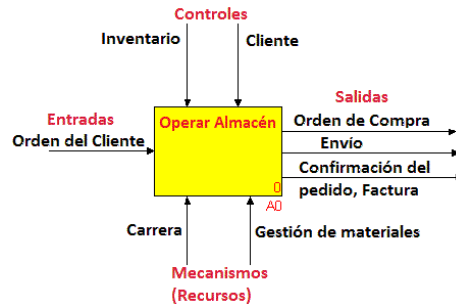 Controles
Inventario
Cliente
Entradas
Orden del Cliente
Operar Almacén
0
A0
Salidas
Orden de Compra
Envío
Confirmación del
pedido, Factura
Carrera
Gestión de materiales
Mecanismos
(Recursos)